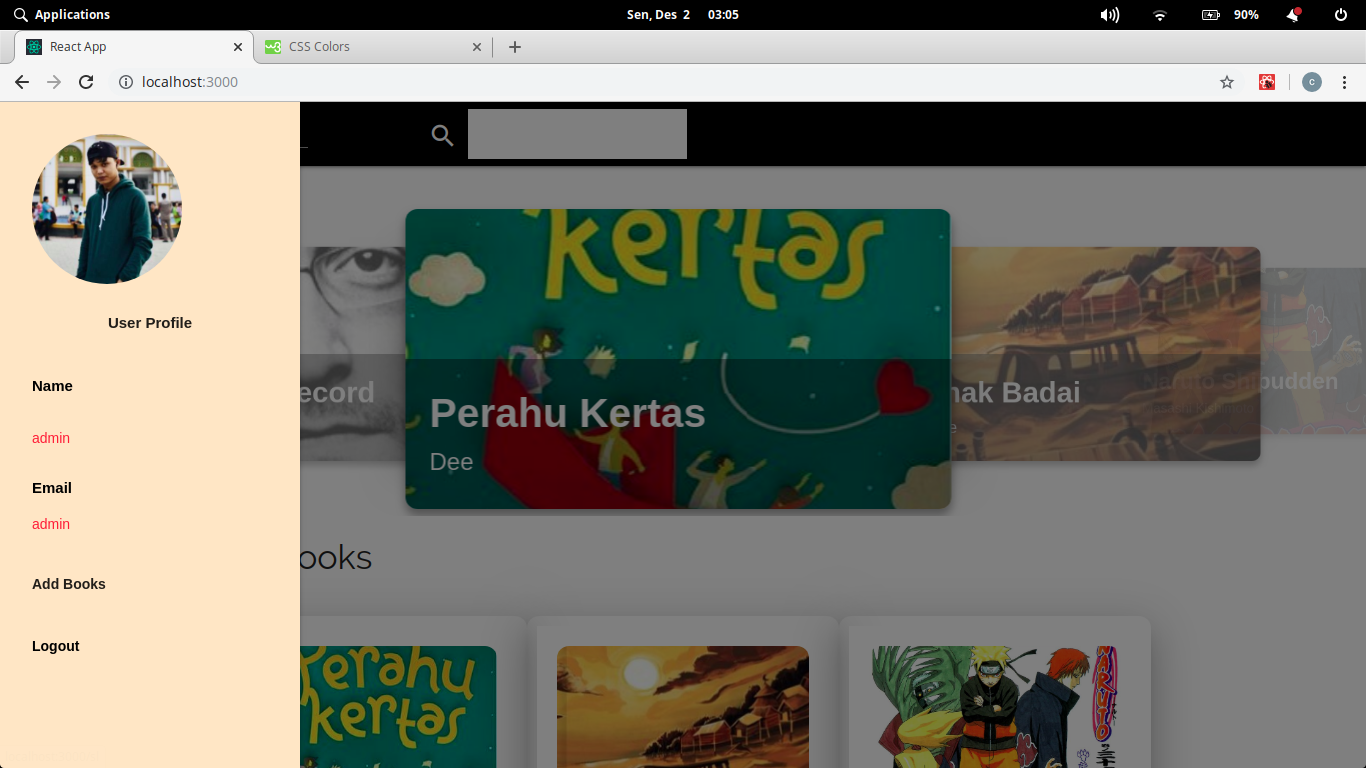 Applications
Sen, Des 2 03:05
90%
React App
CSS Colors
localhost:3000
c
User Profile
Name
admin
Email
admin
Add Books
Logout
ecord
Kertas
Perahu Kertas
Dee
nak Badai
e
Naruto Shipudden
ooks
Perahu
kertas
NARUTO